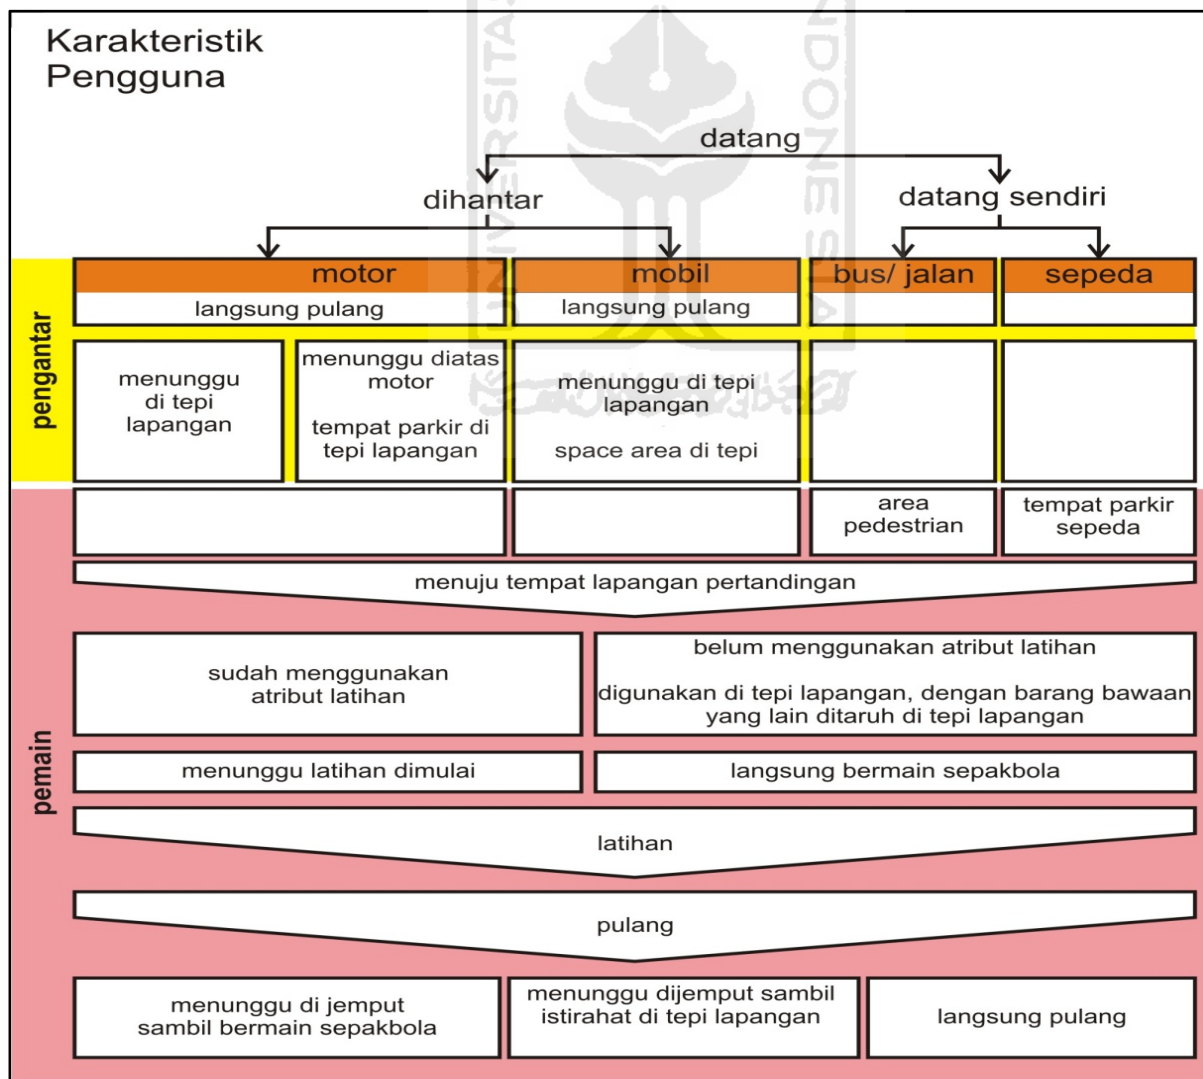 Karakteristik
Pengguna
UNIVERSITAS
INDONESIA
datang
dihantar
datang sendiri
motor
mobil
bus/ jalan
sepeda
langsung pulang
langsung pulang
pengantar
menunggu
di tepi
lapangan
menunggu diatas
motor
tempat parkir di
tepi lapangan
menunggu di tepi
lapangan
space area di tepi
area
pedestrian
tempat parkir
sepeda
menuju tempat lapangan pertandingan
pemain
sudah menggunakan
atribut latihan
belum menggunakan atribut latihan
digunakan di tepi lapangan, dengan barang bawaan
yang lain ditaruh di tepi lapangan
menunggu latihan dimulai
langsung bermain sepakbola
latihan
pulang
menunggu di jemput
sambil bermain sepakbola
menunggu dijemput sambil
istirahat di tepi lapangan
langsung pulang